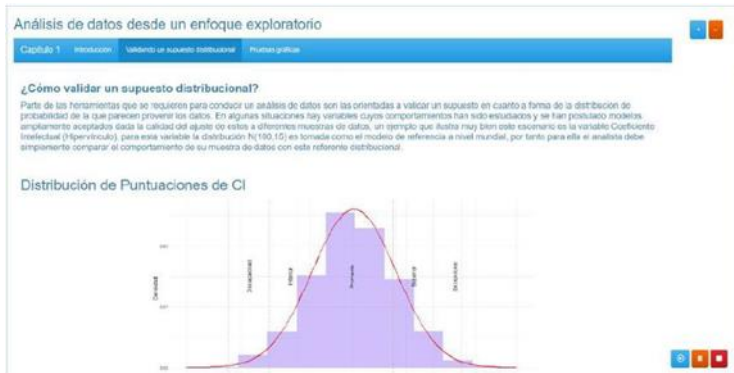 Análisis de datos desde un enfoque exploratorio
Capítulo 1 Introducción Validando un supuesto distribucional Pruebas gráficas
¿Cómo validar un supuesto distribucional?
Parte de las herramientas que se requieren para conducir un análisis de datos son las orientadas a validar un supuesto en cuanto a forma de la distribución de
probabilidad de la que parecen provenir los datos. En algunas situaciones hay variables cuyos comportamientos han sido estudiados y se han postulado modelos
ampliamente aceptados dada la calidad del ajuste de estos a diferentes muestras de datos, un ejemplo que ilustra muy bien este escenario es la variable Coeficiente
Intelectual (Hipervínculo), para esta variable la distribución N(100,15) es tomada como el modelo de referencia a nivel mundial, por tanto para ella el analista debe
simplemente comparar el comportamiento de su muestra de datos con este referente distribucional.
Distribución de Puntuaciones de CI
Densidad
Discapacidad
Inferior
Promedio
Superior